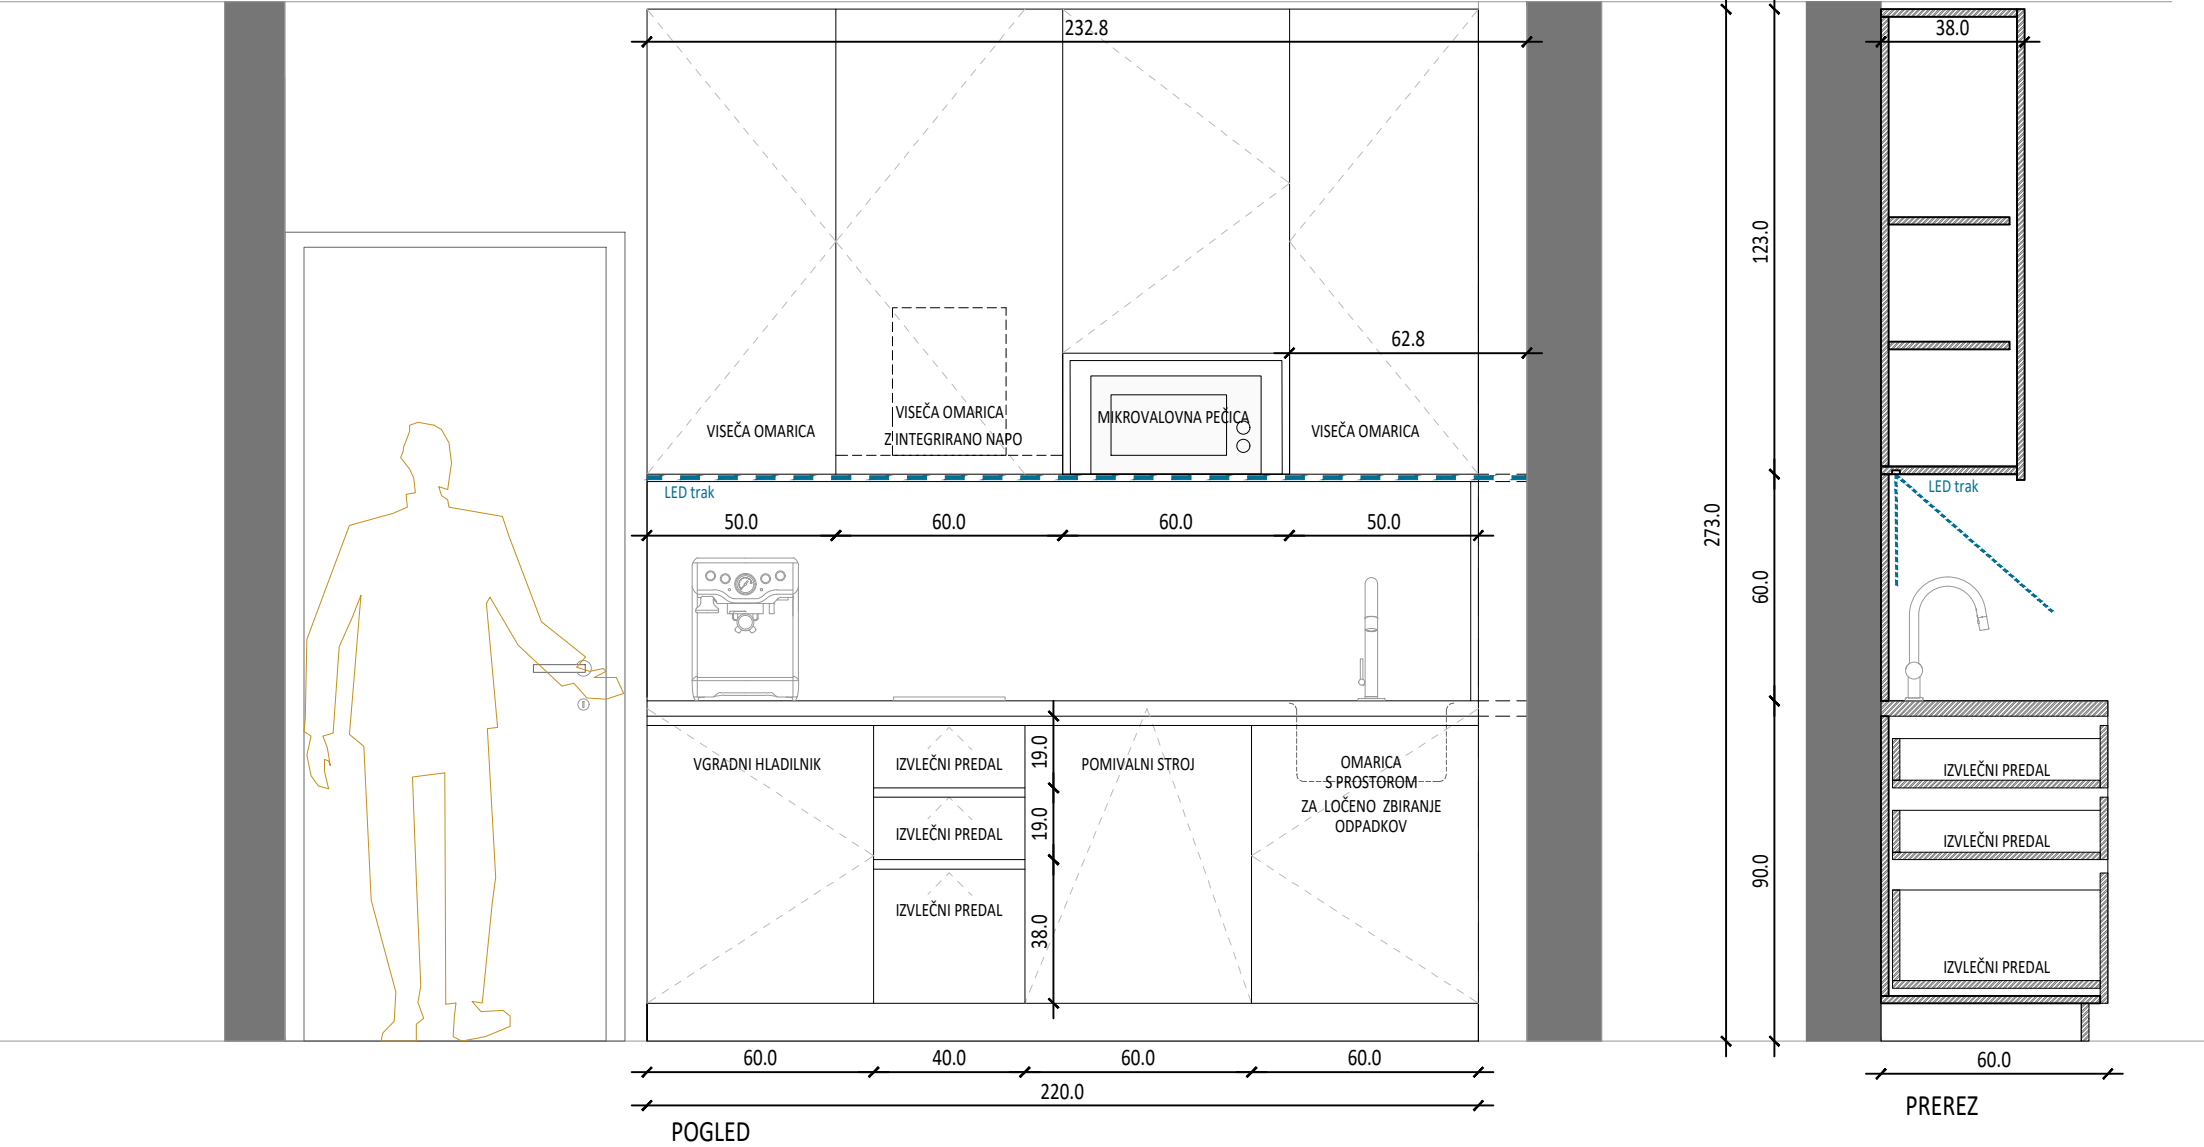 232.8
38.0
123.0
62.8
VISEČA OMARICA
VISEČA OMARICA
Z INTEGRIRANO NAPO
MIKROVALOVNA PEČICA
VISEČA OMARICA
LED trak
LED trak
50.0
60.0
60.0
50.0
273.0
60.0
90.0
VGRADNI HLADILNIK
IZVLEČNI PREDAL
19.0
POMIVALNI STROJ
OMARICA
S PROSTOROM
ZA LOČENO ZBIRANJE
ODPADKOV
IZVLEČNI PREDAL
19.0
IZVLEČNI PREDAL
38.0
IZVLEČNI PREDAL
IZVLEČNI PREDAL
IZVLEČNI PREDAL
60.0
40.0
60.0
60.0
220.0
60.0
POGLED
PREREZ